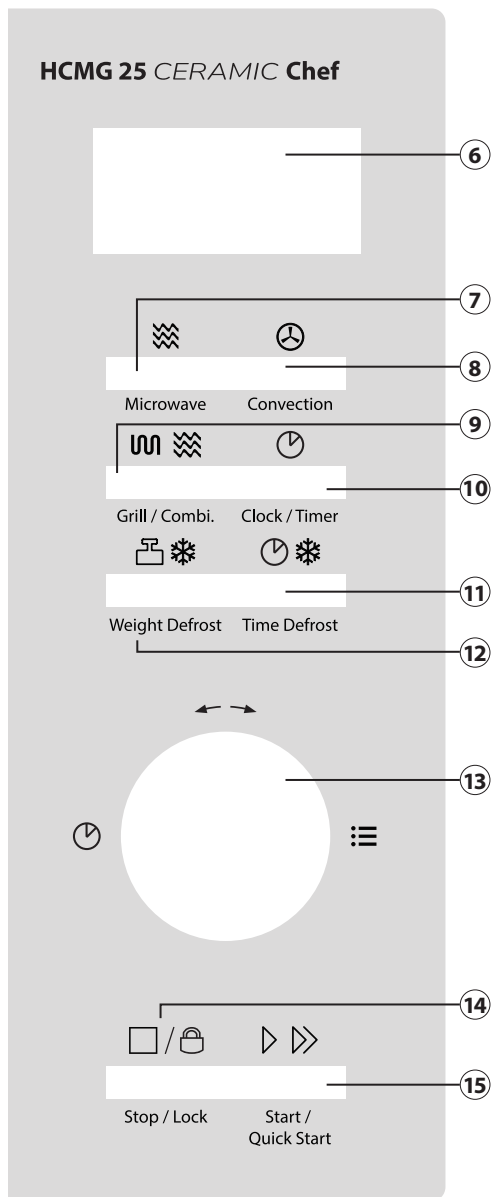 HCMG 25 CERAMIC Chef
6
7
8
Microwave Convection
9
10
Grill / Combi. Clock / Timer
11
Weight Defrost Time Defrost
12
13
14
15
Stop / Lock Start /
Quick Start